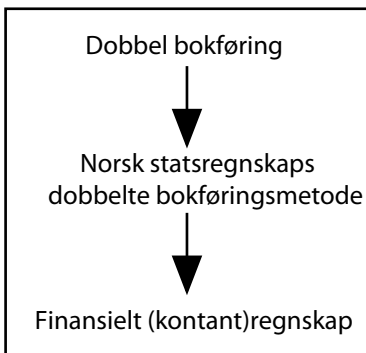 Dobbel bokføring
Norsk statsregnskaps
dobbelte bokføringsmetode
Finansielt (kontant)regnskap